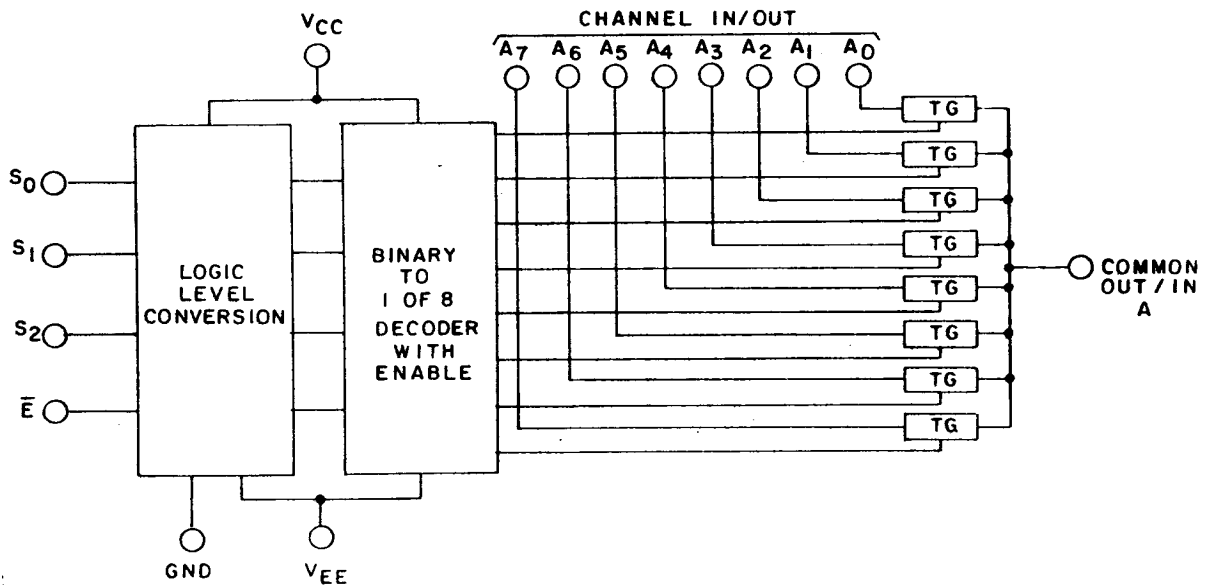 CHANNEL IN/OUT
VCC
A7 A6 A5 A4 A3 A2 A1 A0
TG
TG
TG
TG
TG
TG
TG
TG
S0
S1
S2
E̅
LOGIC
LEVEL
CONVERSION
BINARY
TO
1 OF 8
DECODER
WITH
ENABLE
COMMON
OUT/IN
A
GND
VEE